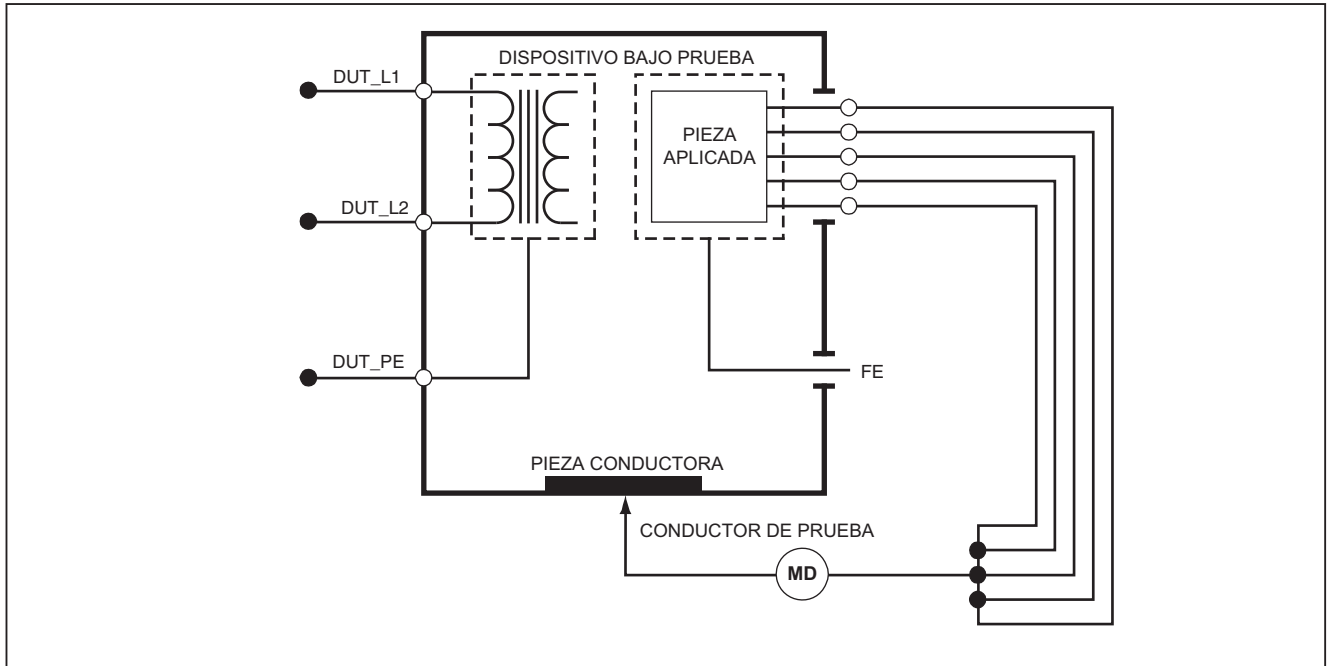 DISPOSITIVO BAJO PRUEBA
DUT_L1
PIEZA
APLICADA
DUT_L2
DUT_PE
FE
PIEZA CONDUCTORA
CONDUCTOR DE PRUEBA
MD